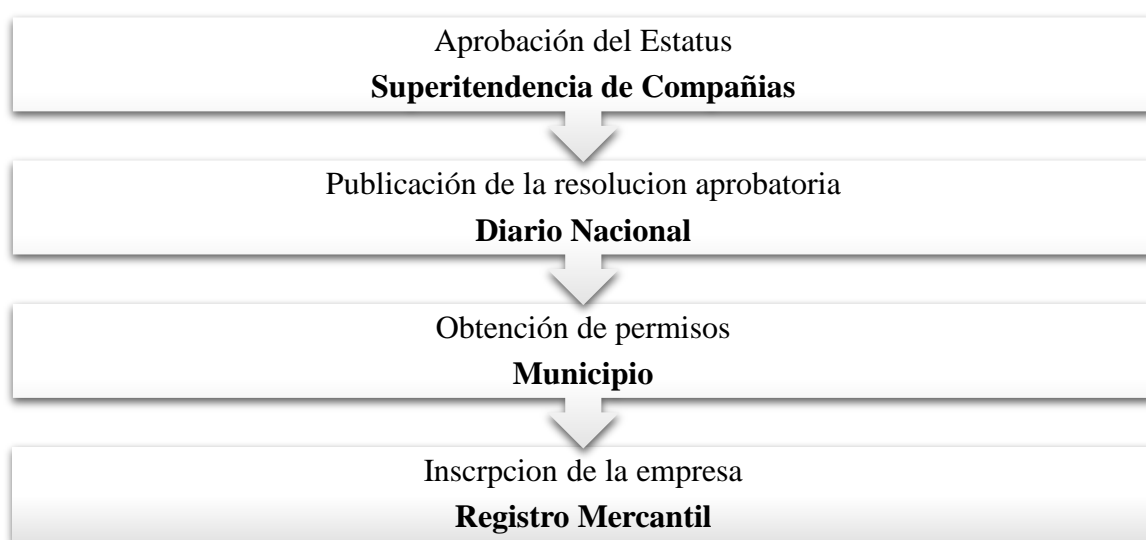 Aprobación del Estatus
Superitendencia de Compañias
Publicación de la resolucion aprobatoria
Diario Nacional
Obtención de permisos
Municipio
Inscrpcion de la empresa
Registro Mercantil